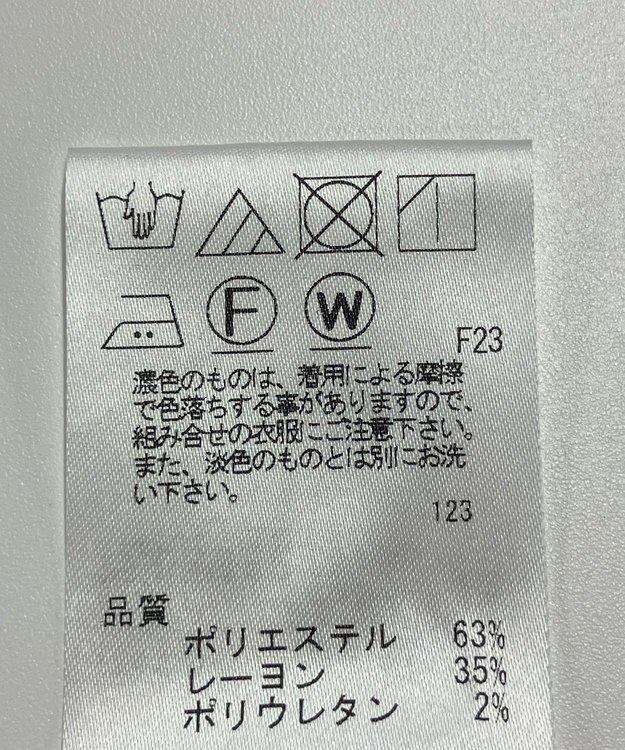 F W
F23
濃色のものは、着用による摩擦
で色落ちする事がありますので、
組み合せの衣服にご注意下さい。
また、淡色のものとは別にお洗
い下さい。
123
品質
ポリエステル 63%
レーヨン 35%
ポリウレタン 2%